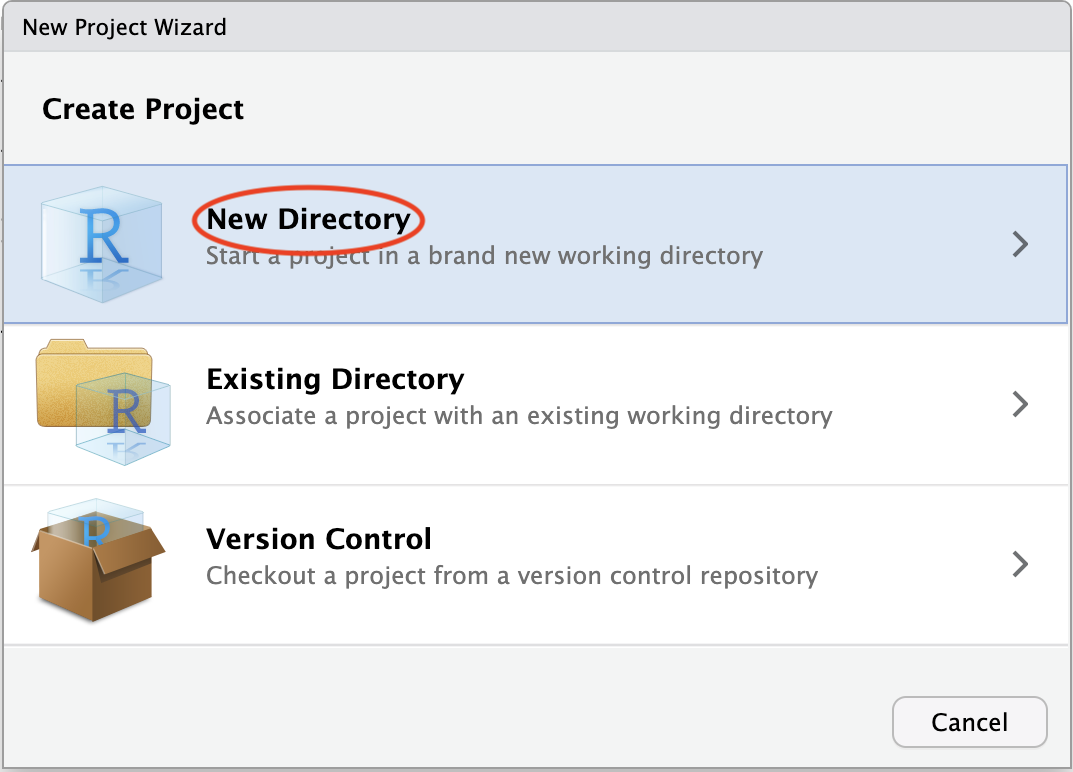 New Project Wizard
Create Project
R
New Directory
Start a project in a brand new working directory
R
Existing Directory
Associate a project with an existing working directory
R
Version Control
Checkout a project from a version control repository
Cancel